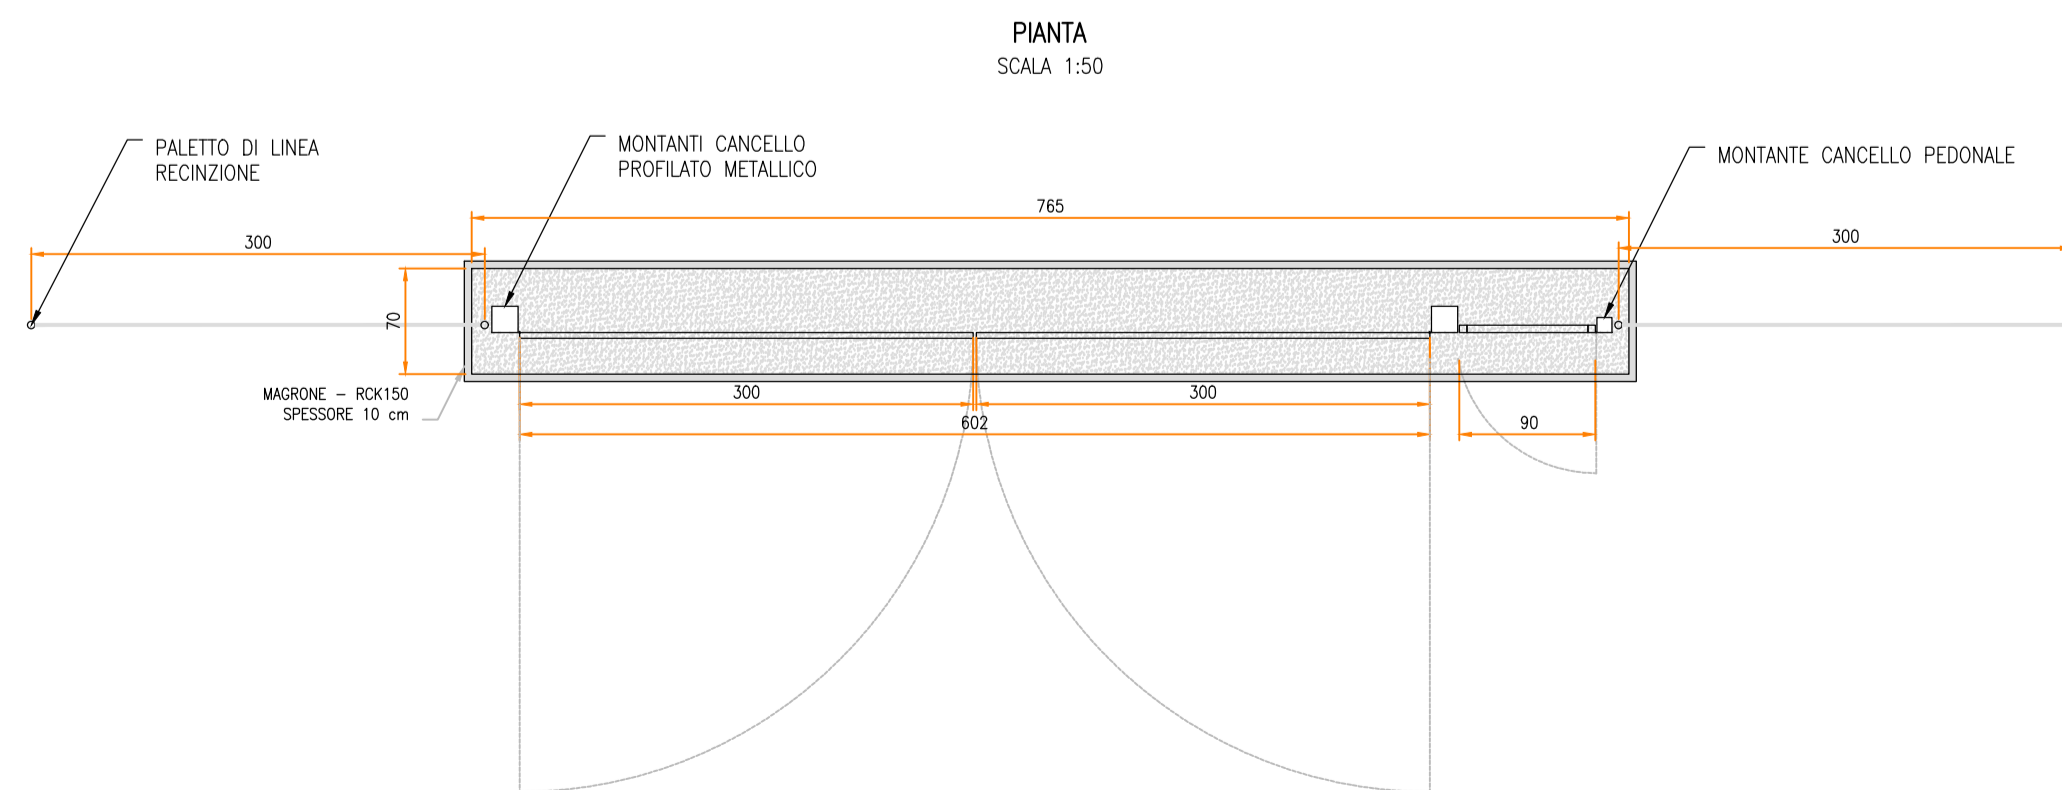 PIANTA
SCALA 1:50
PALETTO DI LINEA
RECINZIONE
MONTANTI CANCELLO
PROFILATO METALLICO
MONTANTE CANCELLO PEDONALE
765
300
300
70
MAGRONE - RCK150
SPESSORE 10 cm
300
300
602
90